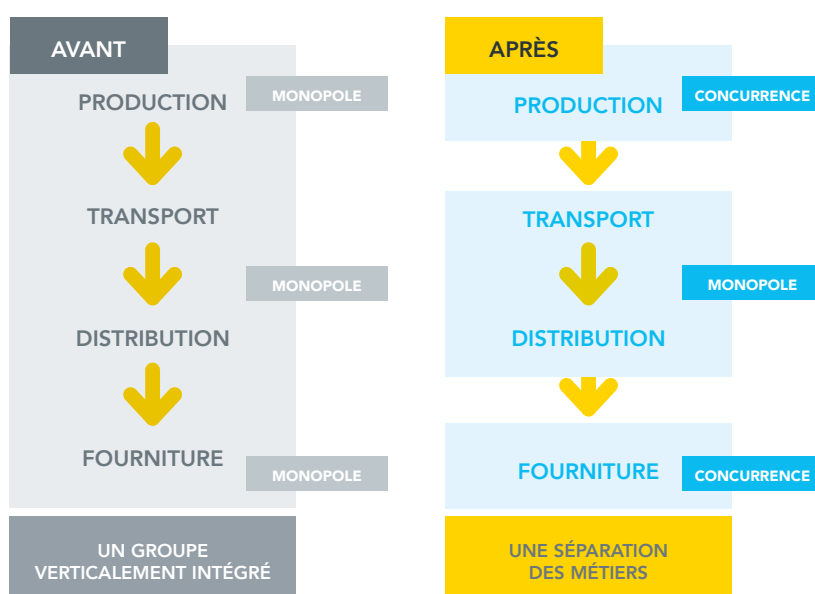 AVANT
PRODUCTION
MONOPOLE
TRANSPORT
MONOPOLE
DISTRIBUTION
FOURNITURE
MONOPOLE
UN GROUPE
VERTICALEMENT INTÉGRÉ
APRÈS
PRODUCTION
CONCURRENCE
TRANSPORT
MONOPOLE
DISTRIBUTION
FOURNITURE
CONCURRENCE
UNE SÉPARATION
DES MÉTIERS